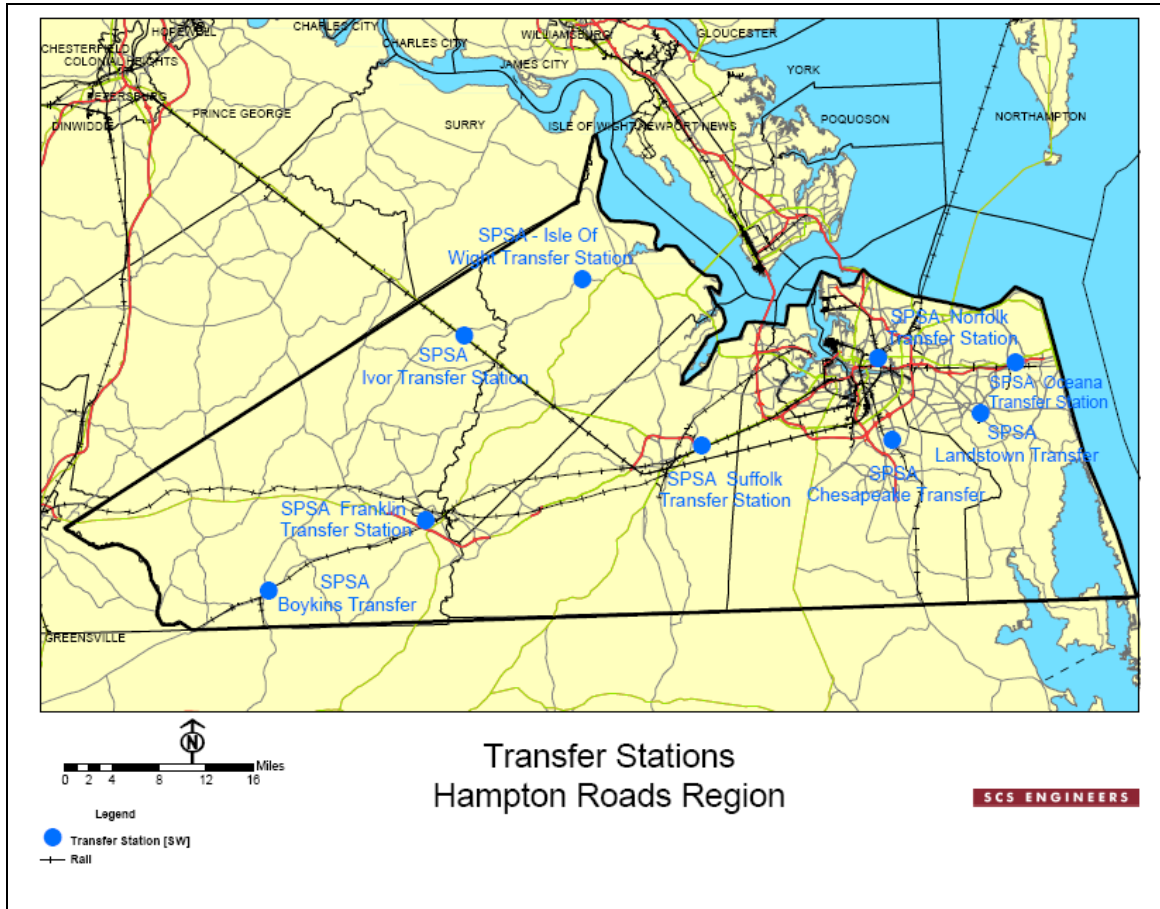 HOPEWELL
CHARLES CITY
CHARLES CITY
WILLIAMSBURG
GLOUCESTER
CHESTERFIELD
COLONIAL HEIGHTS
JAMES CITY
YORK
PETERSBURG
PRINCE GEORGE
DINWIDDIE
SURRY
ISLE OF WIGHT
NEWPORT NEWS
POQUOSON
NORTHAMPTON
SPSA - Isle Of
Wight Transfer Station
SPSA
Ivor Transfer Station
SPSA Norfolk
Transfer Station
SPSA Oceana
Transfer Station
SPSA
Landstown Transfer
SPSA
Chesapeake Transfer
SPSA Suffolk
Transfer Station
SPSA Franklin
Transfer Station
SPSA
Boykins Transfer
GREENSVILLE
N
Miles
0 2 4 8 12 16
Transfer Stations
Hampton Roads Region
SCS ENGINEERS
Legend
Transfer Station [SW]
Rail